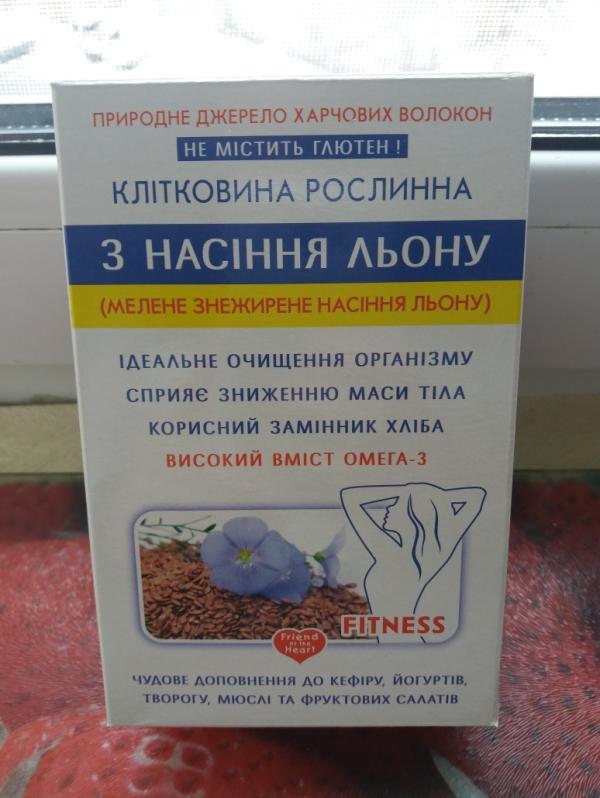 ПРИРОДНЕ ДЖЕРЕЛО ХАРЧОВИХ ВОЛОКОН
НЕ МІСТИТЬ ГЛЮТЕН !
КЛІТКОВИНА РОСЛИННА
З НАСІННЯ ЛЬОНУ
(МЕЛЕНЕ ЗНЕЖИРЕНЕ НАСІННЯ ЛЬОНУ)
ІДЕАЛЬНЕ ОЧИЩЕННЯ ОРГАНІЗМУ
СПРИЯЄ ЗНИЖЕННЮ МАСИ ТІЛА
КОРИСНИЙ ЗАМІННИК ХЛІБА
ВИСОКИЙ ВМІСТ ОМЕГА-3
FITNESS
Friend
of the
Heart
ЧУДОВЕ ДОПОВНЕННЯ ДО КЕФІРУ, ЙОГУРТІВ,
ТВОРОГУ, МЮСЛІ ТА ФРУКТОВИХ САЛАТІВ